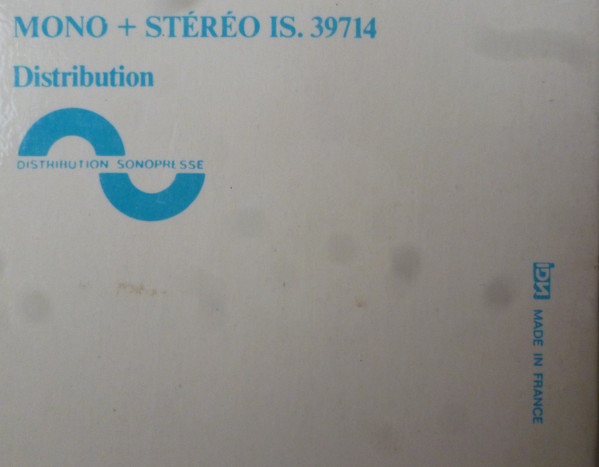 MONO + STÉRÉO IS. 39714
Distribution
DISTRIBUTION SONOPRESSE
MADE IN FRANCE